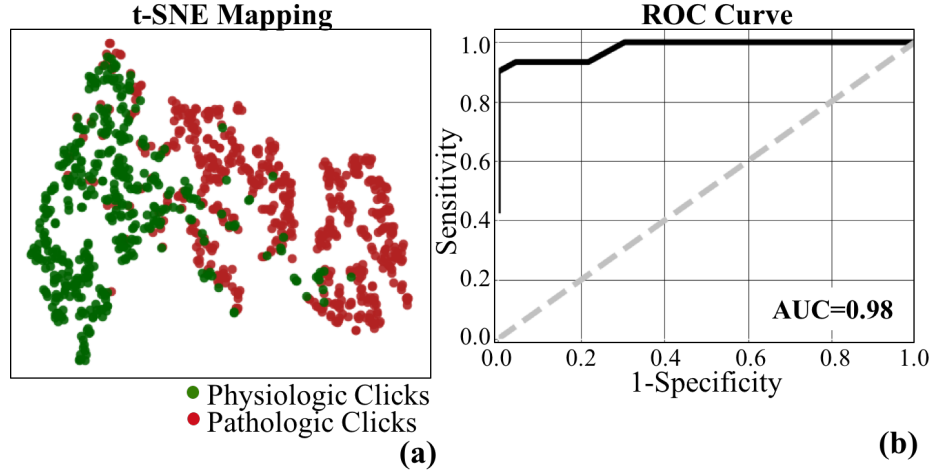 t-SNE Mapping
Physiologic Clicks
Pathologic Clicks
(a)
ROC Curve
Sensitivity
1.0
0.8
0.6
0.4
0.2
0.0
AUC=0.98
0.0 0.2 0.4 0.6 0.8 1.0
1-Specificity
(b)